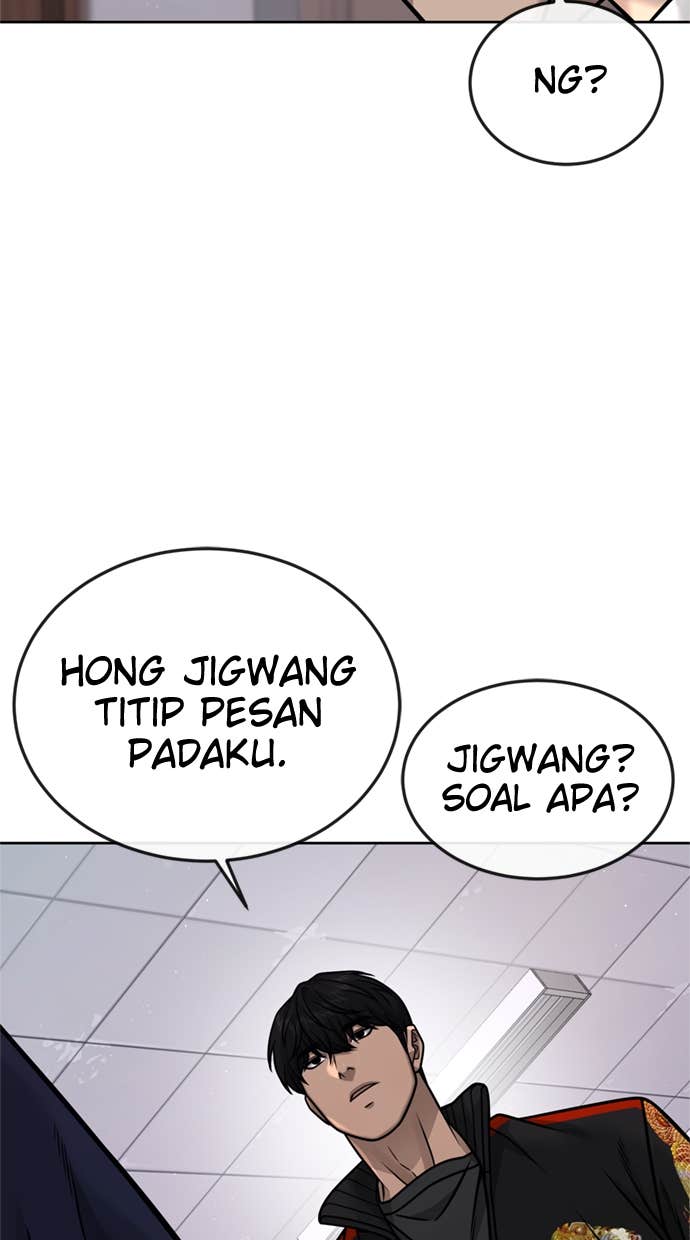 NG?
HONG JIGWANG
TITIP PESAN
PADAKU.
JIGWANG?
SOAL APA?